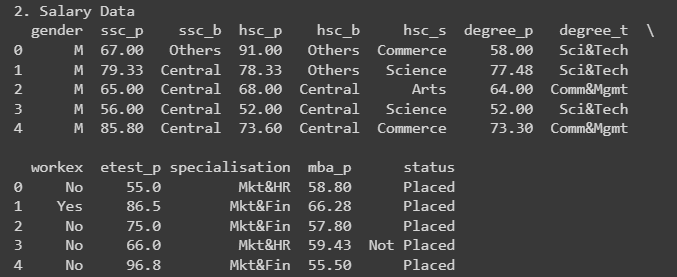 2. Salary Data
gender ssc_p ssc_b hsc_p hsc_b hsc_s degree_p degree_t \
0 M 67.00 Others 91.00 Others Commerce 58.00 Sci&Tech
1 M 79.33 Central 78.33 Others Science 77.48 Sci&Tech
2 M 65.00 Central 68.00 Central Arts 64.00 Comm&Mgmt
3 M 56.00 Central 52.00 Central Science 52.00 Sci&Tech
4 M 85.80 Central 73.60 Central Commerce 73.30 Comm&Mgmt
workex etest_p specialisation mba_p status
0 No 55.0 Mkt&HR 58.80 Placed
1 Yes 86.5 Mkt&Fin 66.28 Placed
2 No 75.0 Mkt&Fin 57.80 Placed
3 No 66.0 Mkt&HR 59.43 Not Placed
4 No 96.8 Mkt&Fin 55.50 Placed